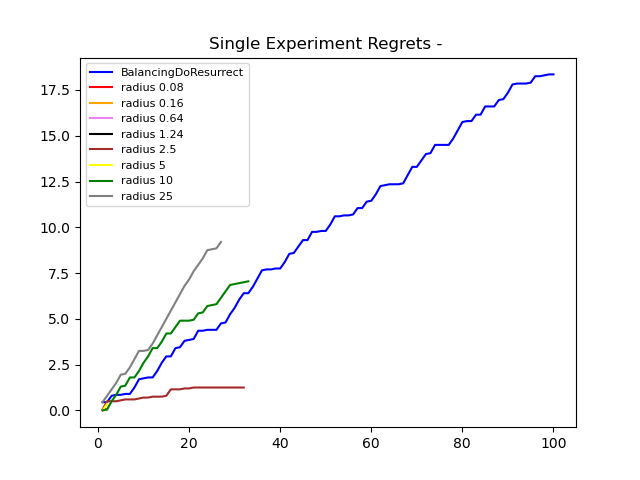 Single Experiment Regrets -
BalancingDoResurrect
radius 0.08
radius 0.16
radius 0.64
radius 1.24
radius 2.5
radius 5
radius 10
radius 25
17.5
15.0
12.5
10.0
7.5
5.0
2.5
0.0
0 20 40 60 80 100